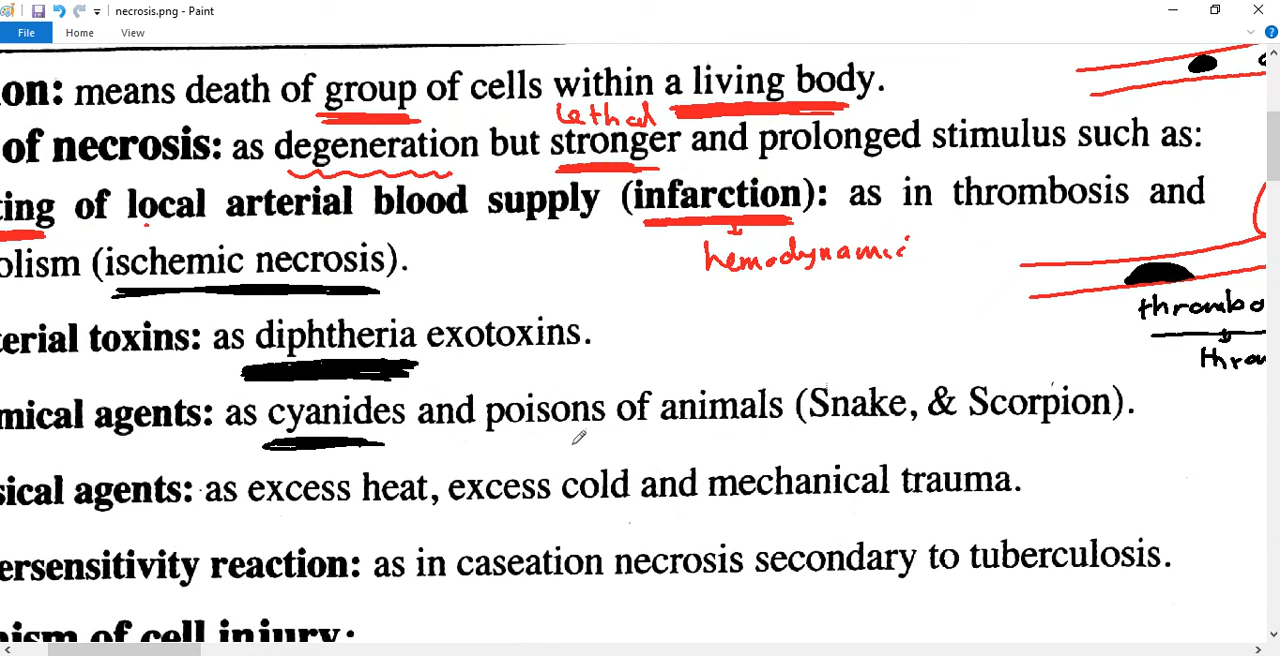 necrosis.png - Paint
File Home View
on: means death of group of cells within a living body.
lethal
of necrosis: as degeneration but stronger and prolonged stimulus such as:
ing of local arterial blood supply (infarction): as in thrombosis and
hemodynamic
olism (ischemic necrosis).
thrombo
terial toxins: as diphtheria exotoxins.
thro
mical agents: as cyanides and poisons of animals (Snake, & Scorpion).
sical agents: as excess heat, excess cold and mechanical trauma.
ersensitivity reaction: as in caseation necrosis secondary to tuberculosis.
nism of cell injury: